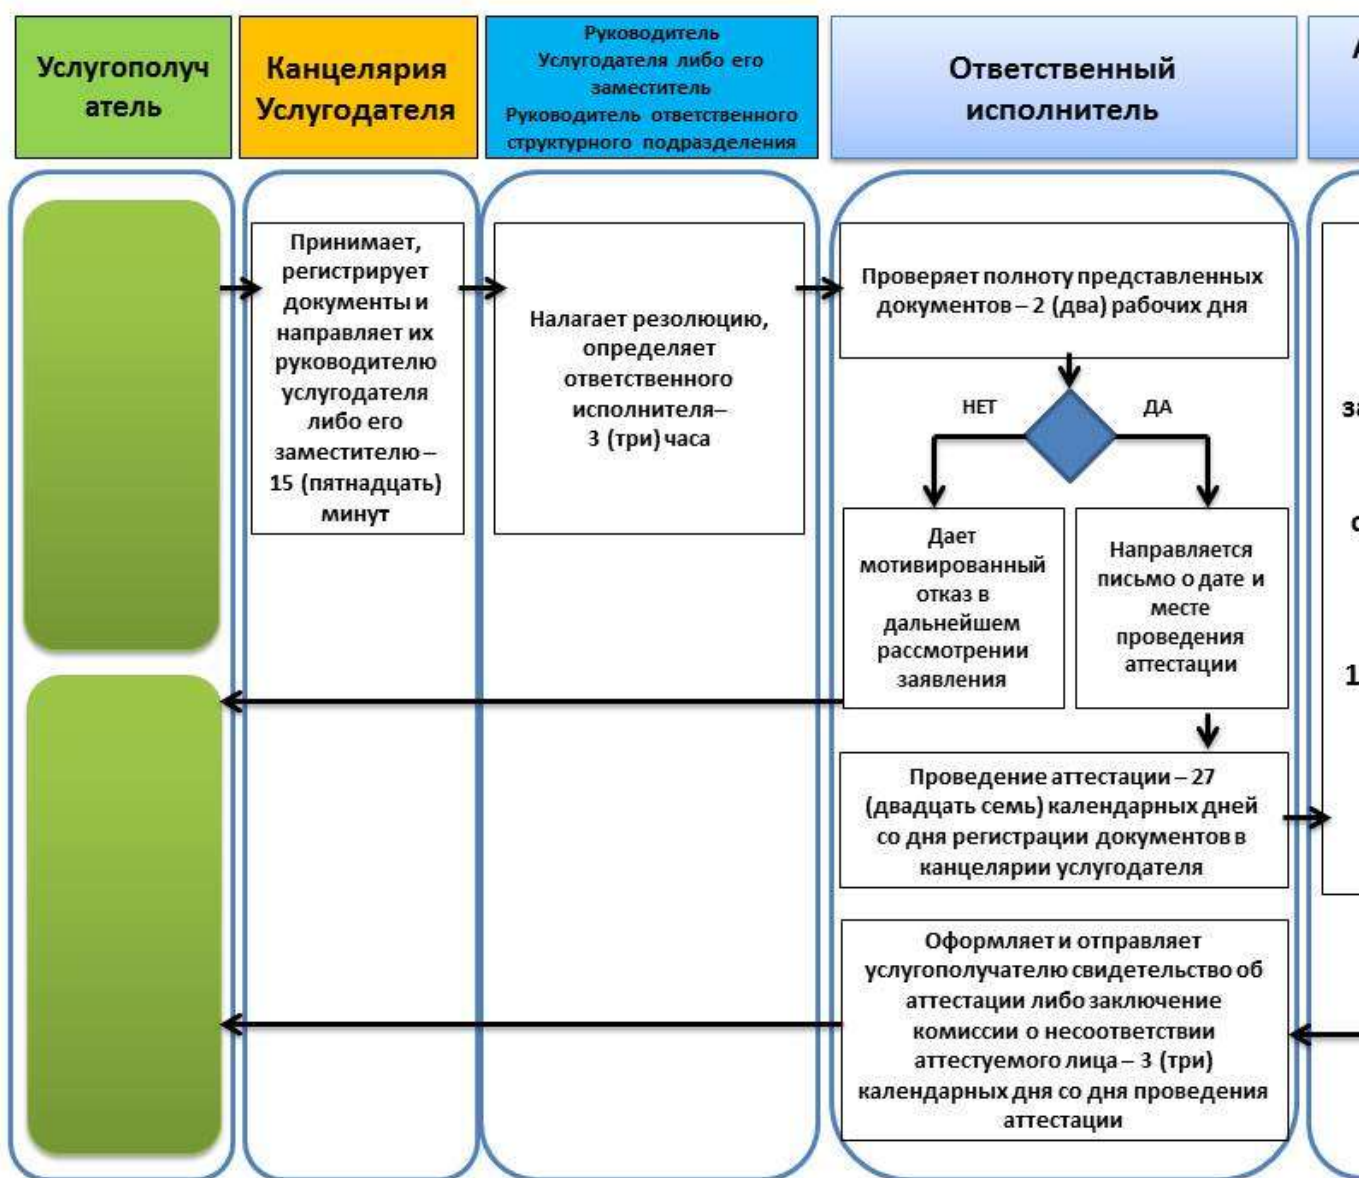 Услугополуч
атель
Канцелярия
Услугодателя
Руководитель
Услугодателя либо его
заместитель
Руководитель ответственного
структурного подразделения
Ответственный
исполнитель
Принимает,
регистрирует
документы и
направляет их
руководителю
услугодателя
либо его
заместителю –
15 (пятнадцать)
минут
Налагает резолюцию,
определяет
ответственного
исполнителя–
3 (три) часа
Проверяет полноту представленных
документов – 2 (два) рабочих дня
НЕТ
ДА
Дает
мотивированный
отказ в
дальнейшем
рассмотрении
заявления
Направляется
письмо о дате и
месте
проведения
аттестации
Проведение аттестации – 27
(двадцать семь) календарных дней
со дня регистрации документов в
канцелярии услугодателя
Оформляет и отправляет
услугополучателю свидетельство об
аттестации либо заключение
комиссии о несоответствии
аттестуемого лица – 3 (три)
календарных дня со дня проведения
аттестации